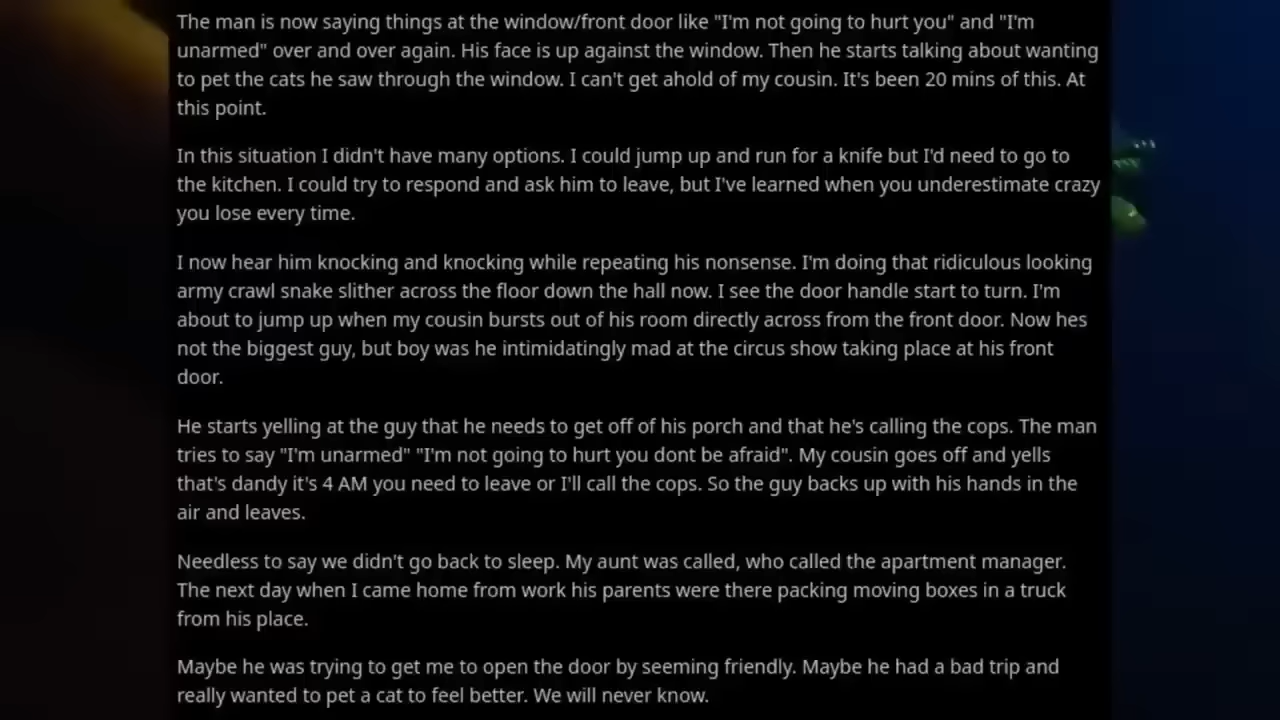 The man is now saying things at the window/front door like "I'm not going to hurt you" and "I'm
unarmed" over and over again. His face is up against the window. Then he starts talking about wanting
to pet the cats he saw through the window. I can't get ahold of my cousin. It's been 20 mins of this. At
this point.
In this situation I didn't have many options. I could jump up and run for a knife but I'd need to go to
the kitchen. I could try to respond and ask him to leave, but I've learned when you underestimate crazy
you lose every time.
I now hear him knocking and knocking while repeating his nonsense. I'm doing that ridiculous looking
army crawl snake slither across the floor down the hall now. I see the door handle start to turn. I'm
about to jump up when my cousin bursts out of his room directly across from the front door. Now hes
not the biggest guy, but boy was he intimidatingly mad at the circus show taking place at his front
door.
He starts yelling at the guy that he needs to get off of his porch and that he's calling the cops. The man
tries to say "I'm unarmed" "I'm not going to hurt you dont be afraid". My cousin goes off and yells
that's dandy it's 4 AM you need to leave or I'll call the cops. So the guy backs up with his hands in the
air and leaves.
Needless to say we didn't go back to sleep. My aunt was called, who called the apartment manager.
The next day when I came home from work his parents were there packing moving boxes in a truck
from his place.
Maybe he was trying to get me to open the door by seeming friendly. Maybe he had a bad trip and
really wanted to pet a cat to feel better. We will never know.